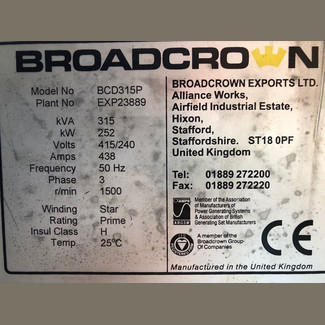 BROADCROWN
Model No BCD315P
Plant No EXP23889
kVA 315
kW 252
Volts 415/240
Amps 438
Frequency 50 Hz
Phase 3
r/min 1500
Winding Star
Rating Prime
Insul Class H
Temp. 25°C
BROADCROWN EXPORTS LTD.
Alliance Works,
Airfield Industrial Estate,
Hixon,
Stafford,
Staffordshire. ST18 0PF
United Kingdom
Tel: 01889 272200
Fax: 01889 272220
Member of the Association
of Manufacturers of
Power Generating Systems
& Association of British
Generating Set Manufacturers
A member of the
Broadcrown Group
Of Companies
CE
Manufactured in the United Kingdom